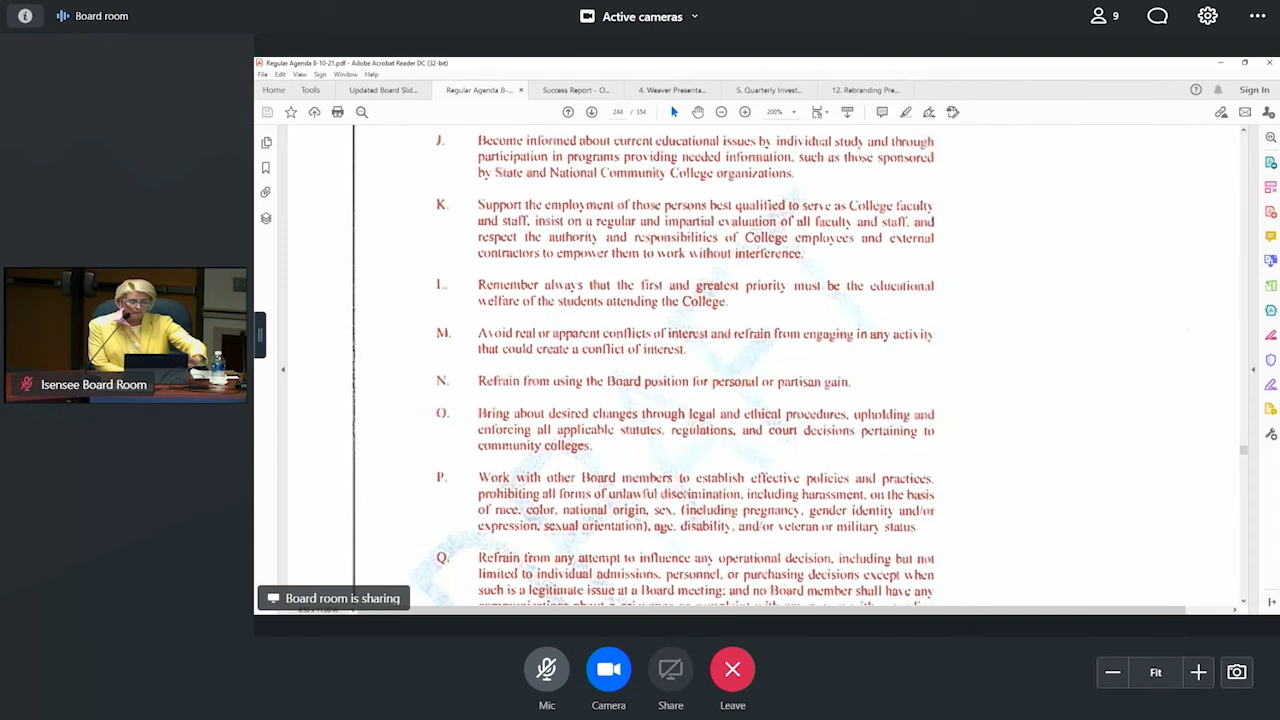 Board room
Active cameras
9
Regular Agenda 8-10-21.pdf - Adobe Acrobat Reader DC (32-bit)
File Edit View Sign Window Help
Home Tools Updated Board Slid... Regular Agenda 8-... Success Report - O... 4. Weaver Presenta... 5. Quarterly Invest... 12. Rebranding Pre... Sign In
244 / 354 200%
J. Become informed about current educational issues by individual study and through
participation in programs providing needed information, such as those sponsored
by State and National Community College organizations.
K. Support the employment of those persons best qualified to serve as College faculty
and staff, insist on a regular and impartial evaluation of all faculty and staff, and
respect the authority and responsibilities of College employees and external
contractors to empower them to work without interference.
L. Remember always that the first and greatest priority must be the educational
welfare of the students attending the College.
M. Avoid real or apparent conflicts of interest and refrain from engaging in any activity
that could create a conflict of interest.
N. Refrain from using the Board position for personal or partisan gain.
O. Bring about desired changes through legal and ethical procedures, upholding and
enforcing all applicable statutes, regulations, and court decisions pertaining to
community colleges.
P. Work with other Board members to establish effective policies and practices,
prohibiting all forms of unlawful discrimination, including harassment, on the basis
of race, color, national origin, sex, (including pregnancy, gender identity and/or
expression, sexual orientation), age, disability, and/or veteran or military status
Q. Refrain from any attempt to influence any operational decision, including but not
limited to individual admissions, personnel, or purchasing decisions except when
such is a legitimate issue at a Board meeting; and no Board member shall have any
Isensee Board Room
Board room is sharing
Mic Camera Share Leave
Fit